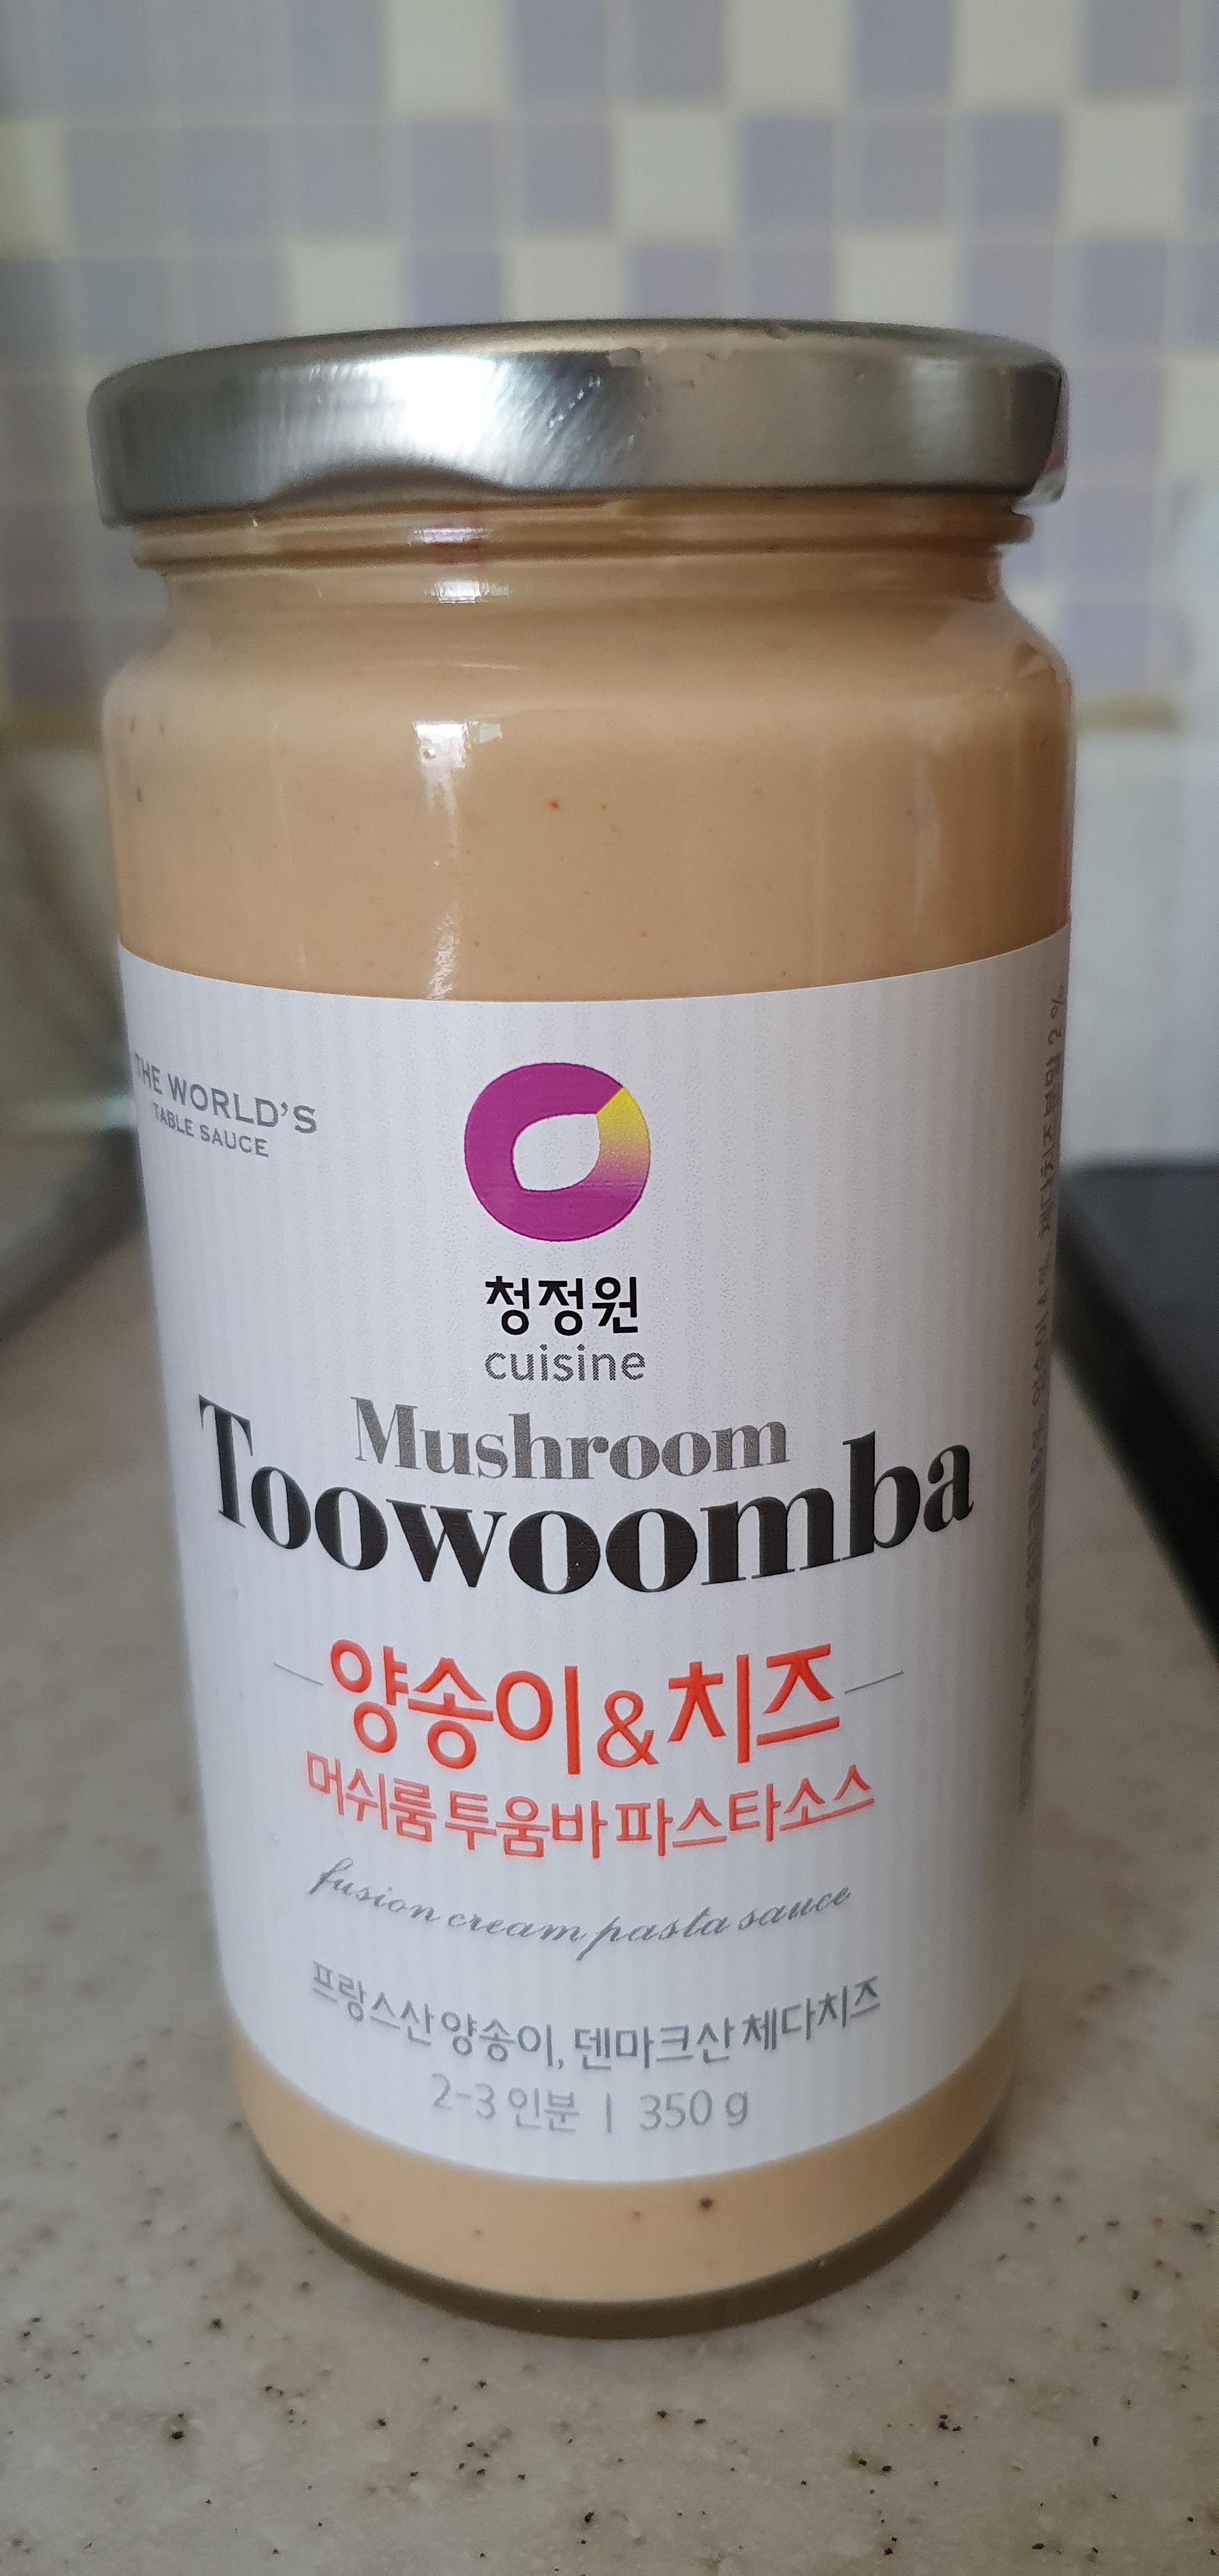 THE WORLD'S
TABLE SAUCE
청정원
cuisine
Mushroom
Toowoomba
양송이&치즈
머쉬룸 투움바 파스타소스
fusion cream pasta sauce
프랑스산 양송이, 덴마크산 체다치즈
2-3 인분 | 350 g